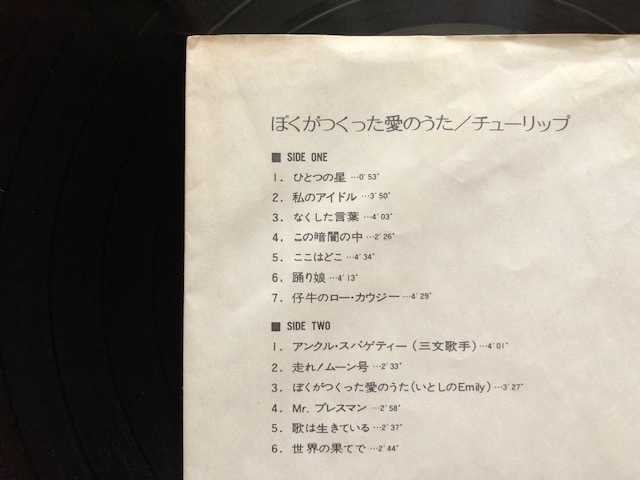 ぼくがつくった愛のうた／チューリップ
■ SIDE ONE
1. ひとつの星…0'53"
2. 私のアイドル…3'50"
3. なくした言葉…4'03"
4. この暗闇の中…2'26"
5. ここはどこ…4'34"
6. 踊り娘…4'13"
7. 仔牛のロー・カウジー…4'29"
■ SIDE TWO
1. アンクル・スパゲティー（三文歌手）…4'01"
2. 走れ！ムーン号…2'33"
3. ぼくがつくった愛のうた（いとしのEmily）…3'27"
4. Mr. プレスマン…2'58"
5. 歌は生きている…2'37"
6. 世界の果てで…2'44"